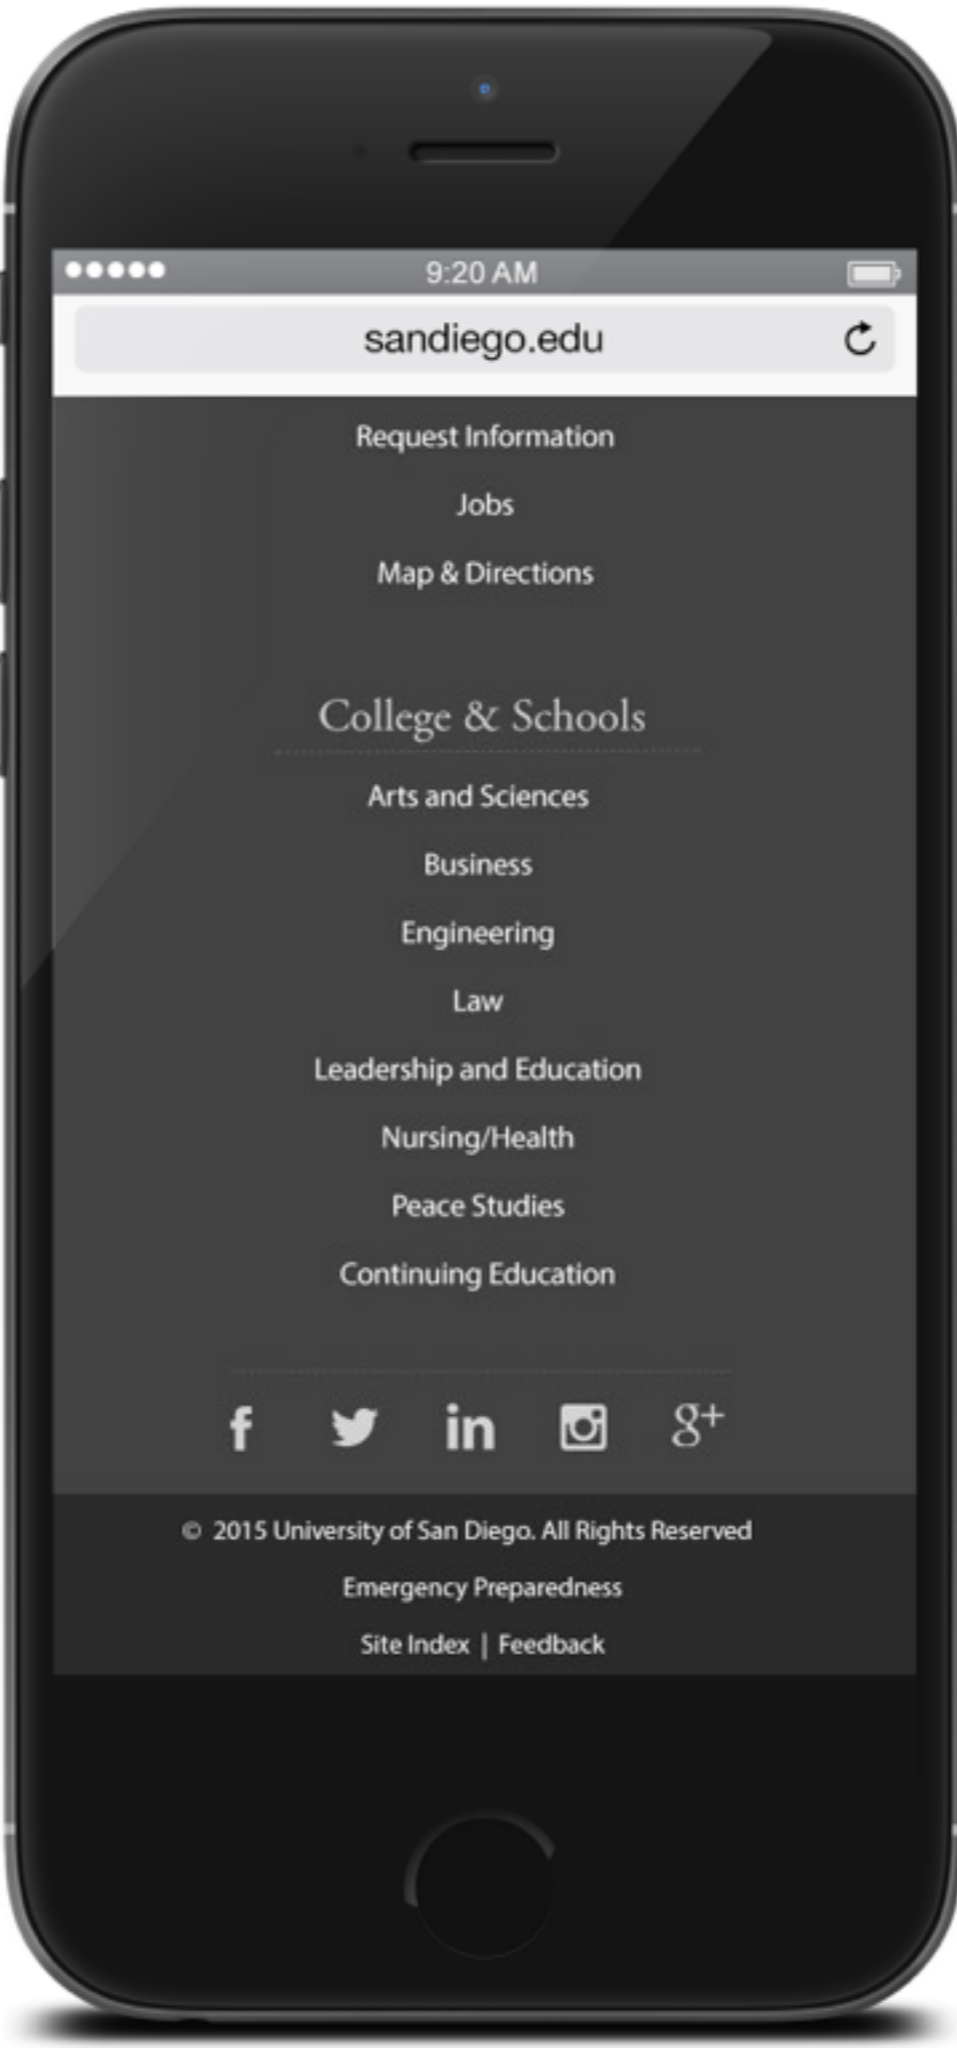 9:20 AM
sandiego.edu
Request Information
Jobs
Map & Directions
College & Schools
Arts and Sciences
Business
Engineering
Law
Leadership and Education
Nursing/Health
Peace Studies
Continuing Education
f in g+
© 2015 University of San Diego. All Rights Reserved
Emergency Preparedness
Site Index | Feedback